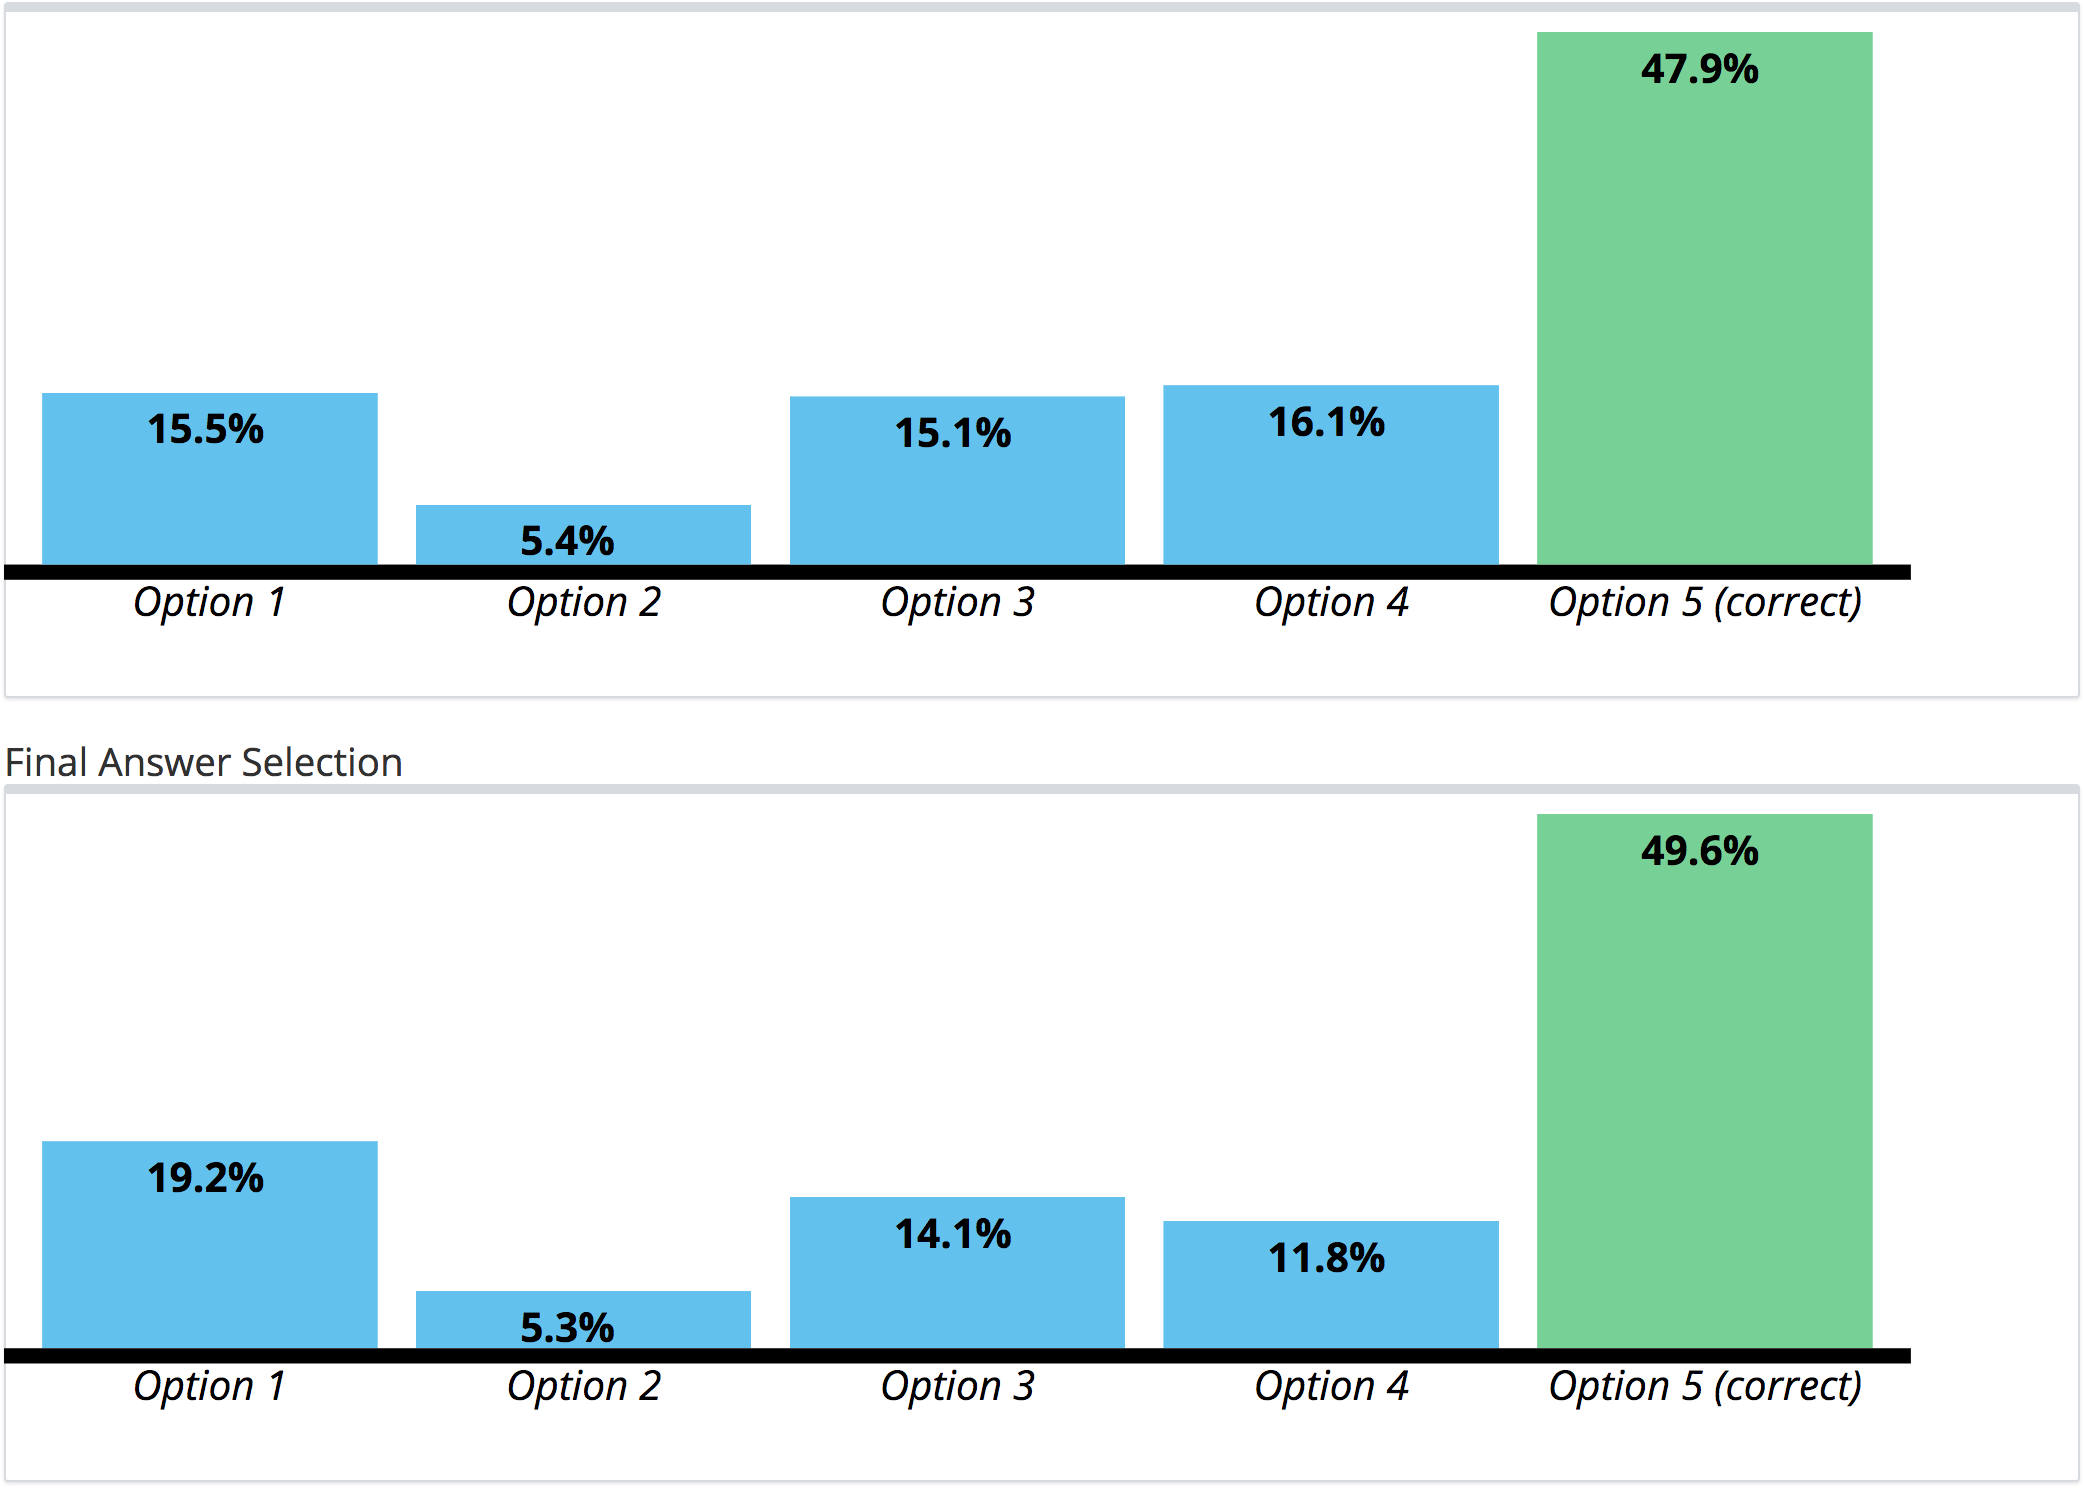 47.9%
15.5%
5.4%
15.1%
16.1%
Option 1
Option 2
Option 3
Option 4
Option 5 (correct)
Final Answer Selection
49.6%
19.2%
5.3%
14.1%
11.8%
Option 1
Option 2
Option 3
Option 4
Option 5 (correct)